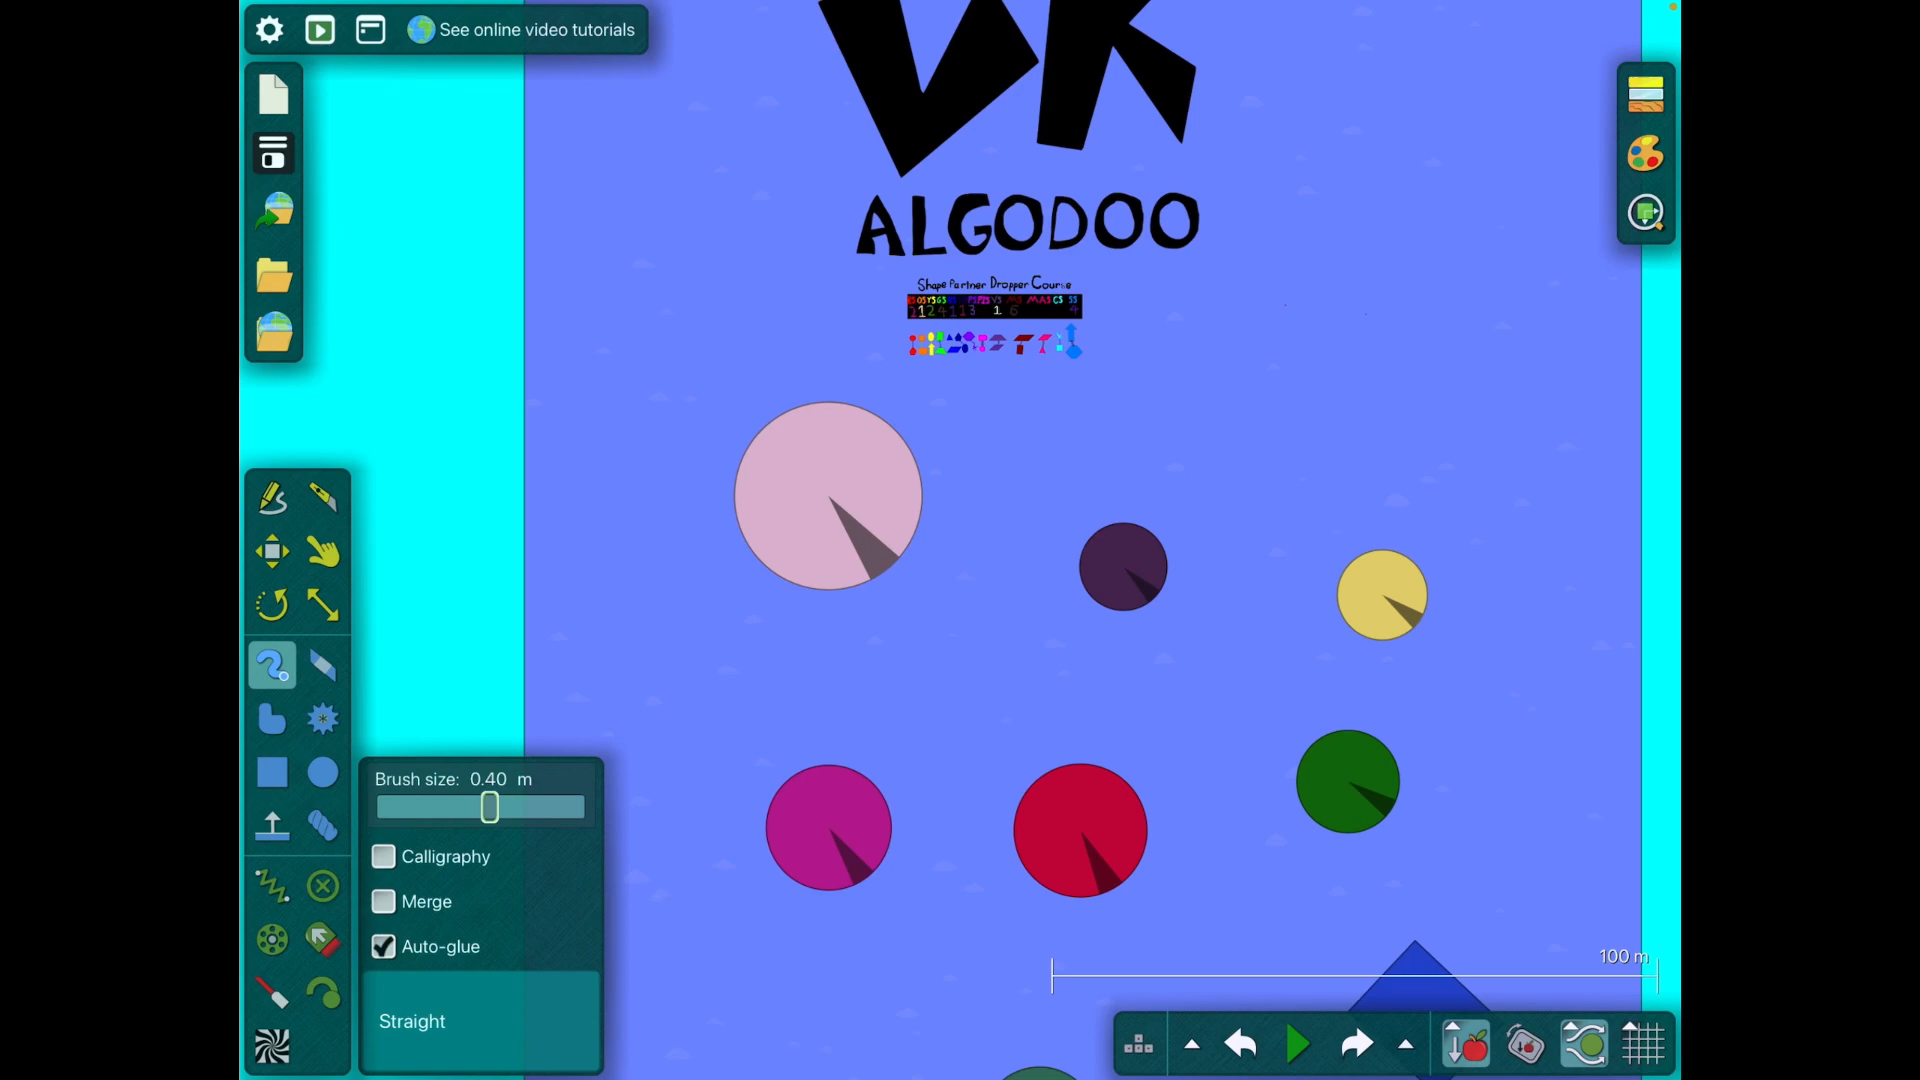 See online video tutorials
ALGODOO
Shape Partner Dropper Course
Brush size: 0.40 m
Calligraphy
Merge
Auto-glue
Straight
100 m